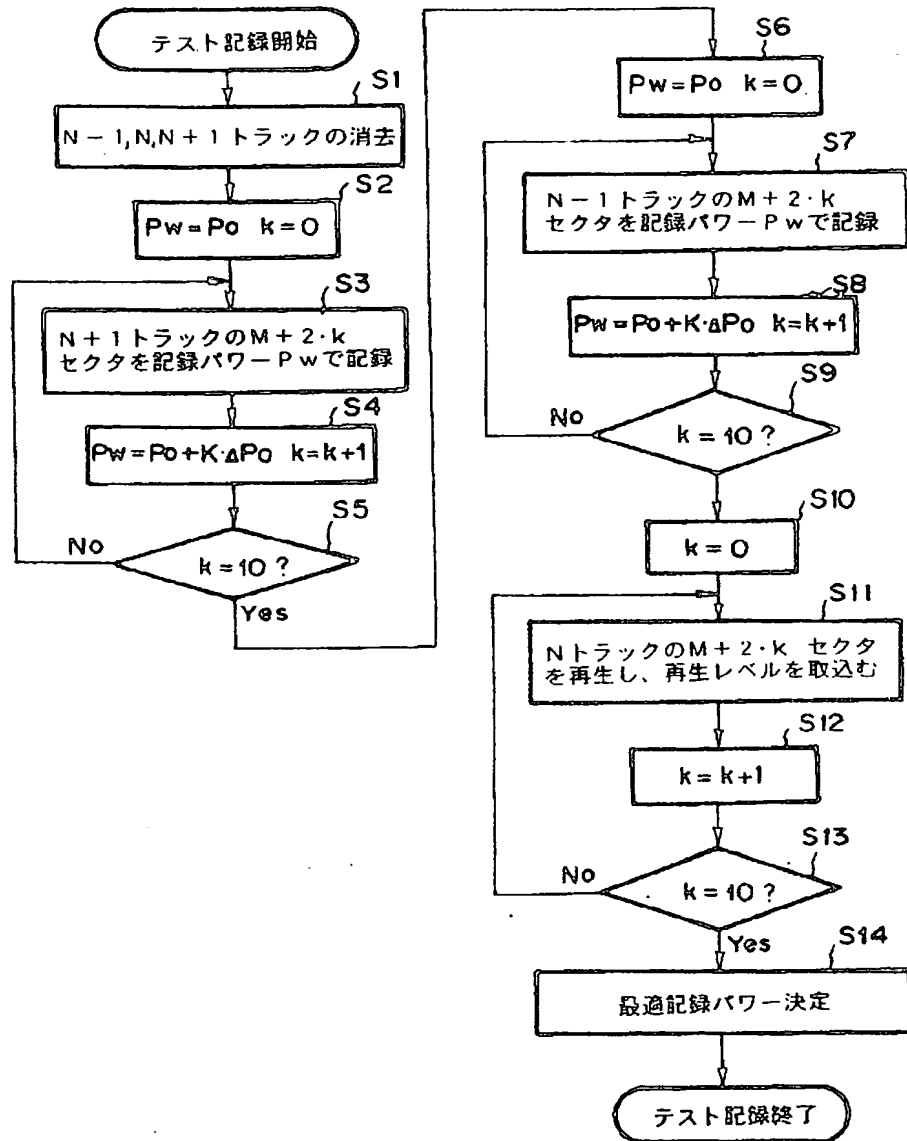 テスト記録開始
S1
N-1,N,N+1トラックの消去
S2
Pw=Po k=0
S3
N+1トラックのM+2·k
セクタを記録パワーPwで記録
S4
Pw=Po+K·ΔPo k=k+1
S5
k=10?
No
Yes
S6
Pw=Po k=0
S7
N-1トラックのM+2·k
セクタを記録パワーPwで記録
S8
Pw=Po+K·ΔPo k=k+1
S9
k=10?
No
S10
k=0
S11
NトラックのM+2·k セクタ
を再生し、再生レベルを取込む
S12
k=k+1
S13
k=10?
No
Yes
S14
最適記録パワー決定
テスト記録終了